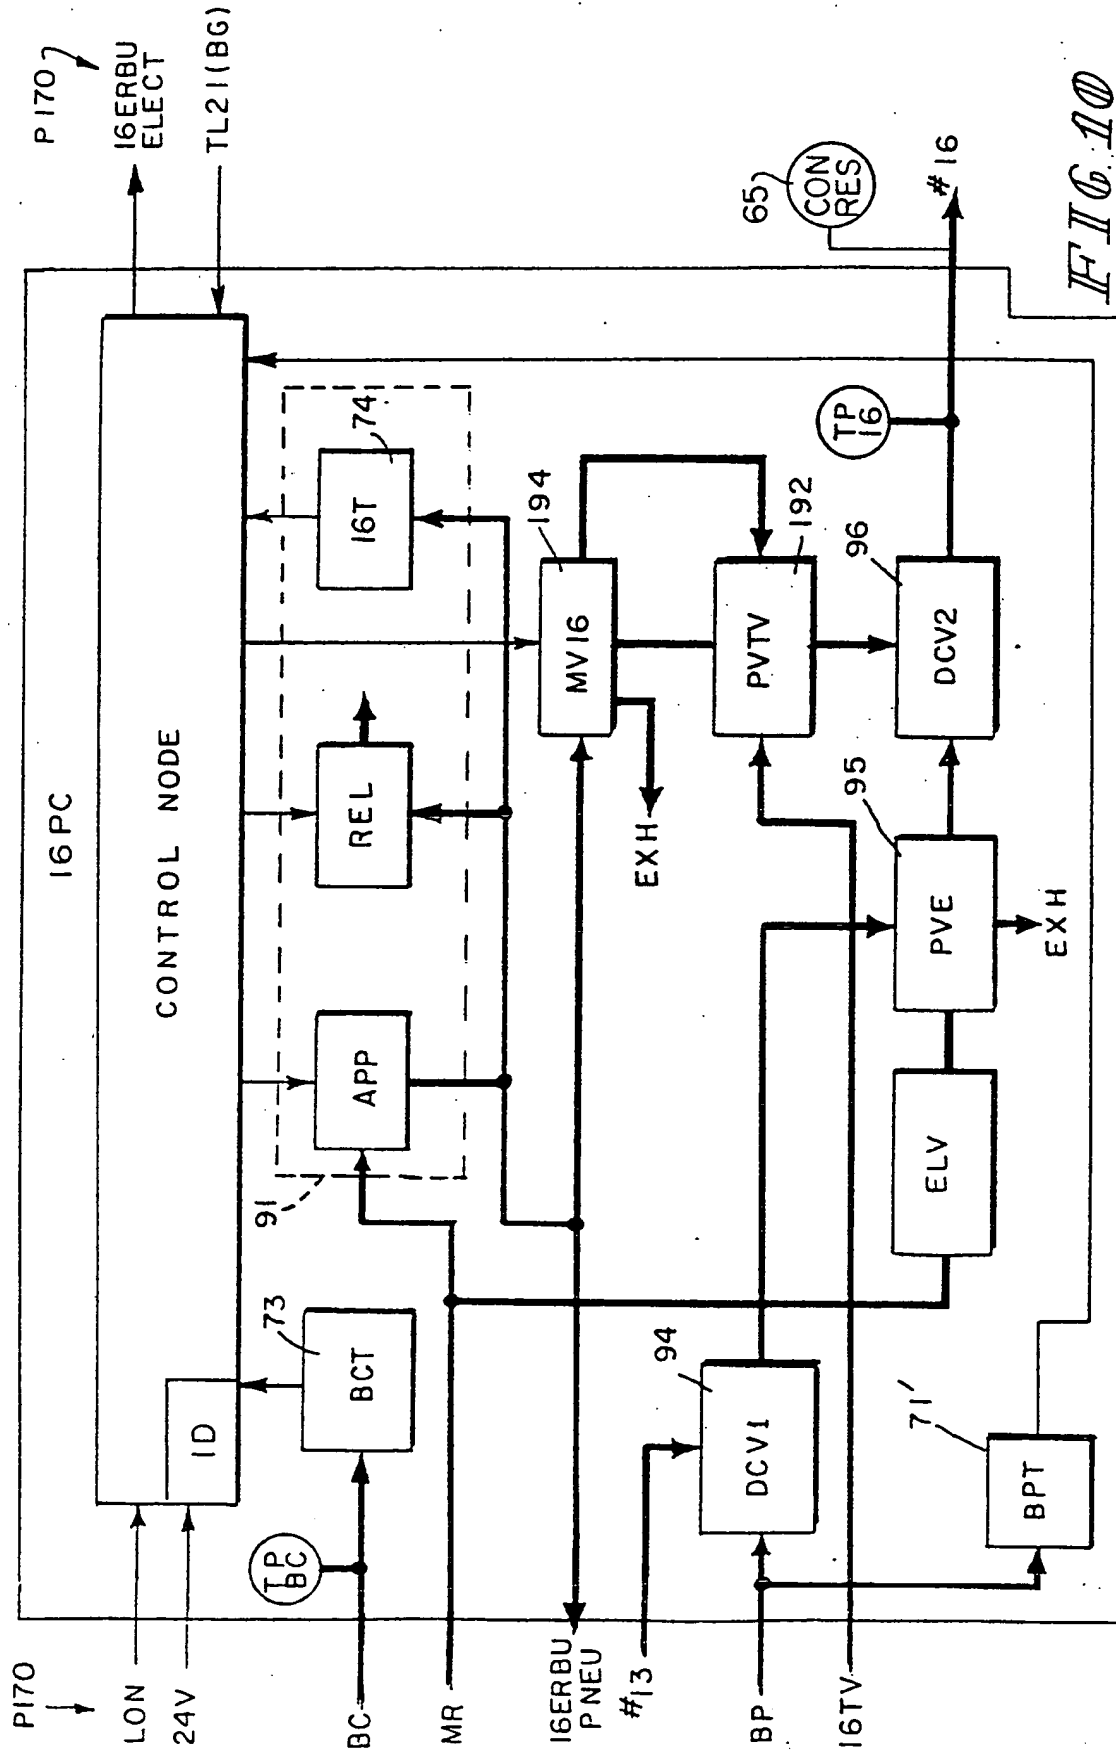 P170
LON
24V
BC
MR
16ERBU
PNEU
#13
BP
16TV
16PC
CONTROL NODE
ID
TP
BC
BCT
73
91
APP
REL
16T
74
MV16
194
EXH
PVTV
192
DCV1
94
ELV
PVE
95
EXH
DCV2
96
BPT
71'
TP
16
P170
16ERBU
ELECT
TL21(BG)
65
CON
RES
#16
FIG. 10